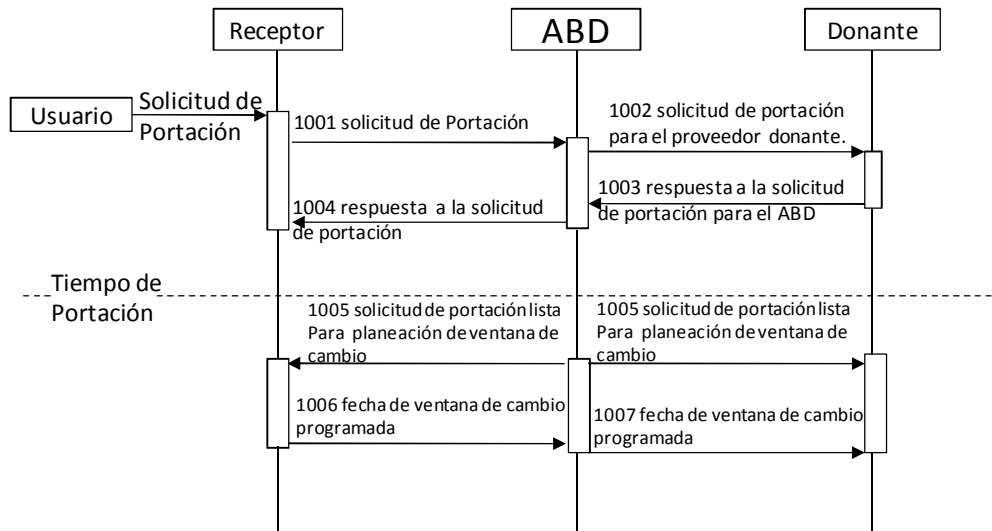 Receptor
ABD
Donante
Usuario
Solicitud de
Portación
1001 solicitud de Portación
1002 solicitud de portación
para el proveedor donante.
1003 respuesta a la solicitud
de portación para el ABD
1004 respuesta a la solicitud
de portación
Tiempo de
Portación
1005 solicitud de portación lista
Para planeación de ventana de
cambio
1005 solicitud de portación lista
Para planeación de ventana de
cambio
1006 fecha de ventana de cambio
programada
1007 fecha de ventana de cambio
programada